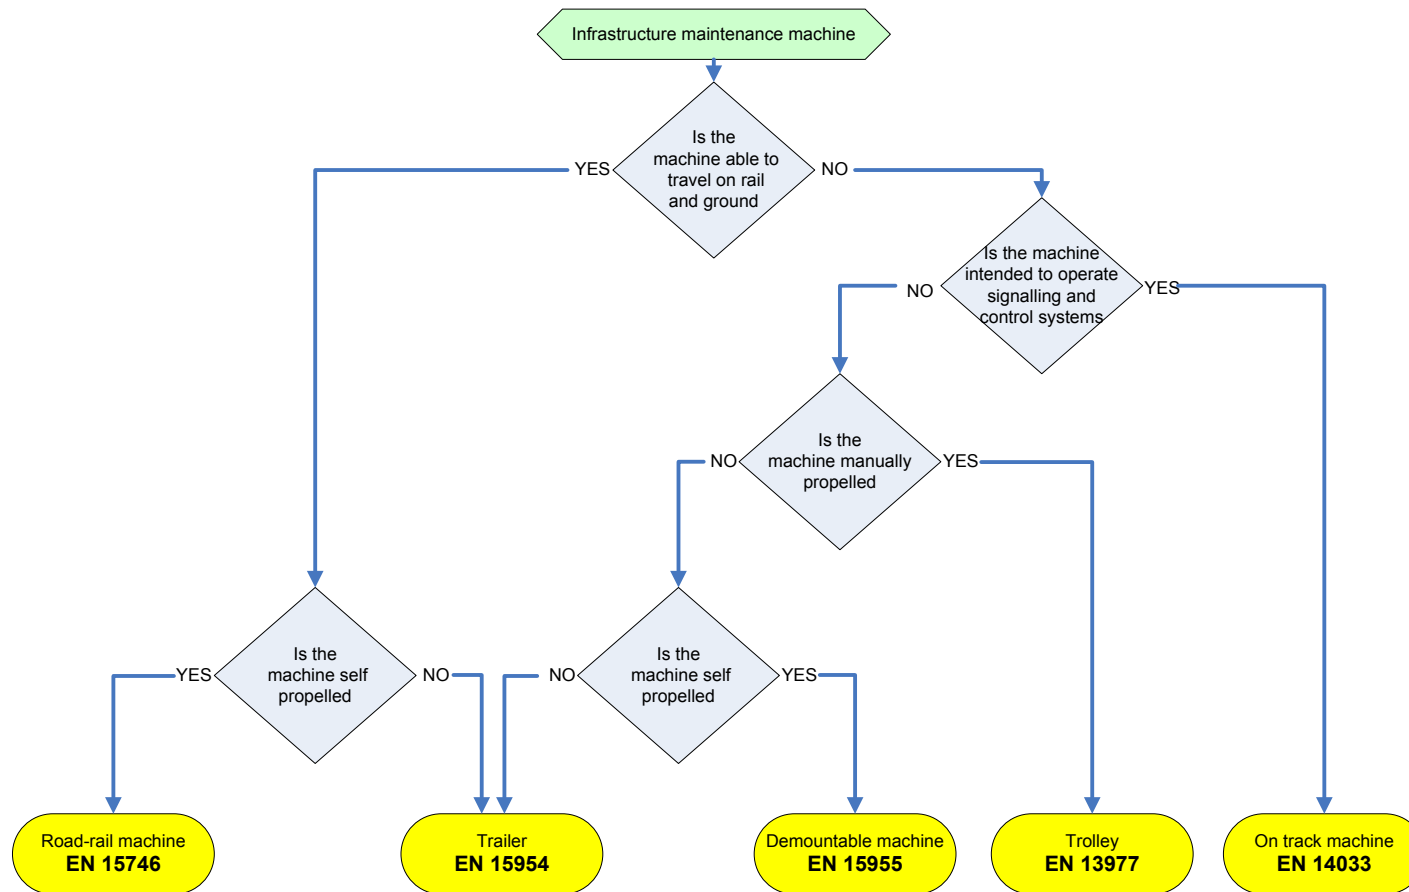 Infrastructure maintenance machine
Is the
machine able to
travel on rail
and ground
YES
NO
Is the machine
intended to operate
signalling and
control systems
NO
YES
Is the
machine manually
propelled
NO
YES
Is the
machine self
propelled
YES
NO
Is the
machine self
propelled
NO
YES
Road-rail machine
EN 15746
Trailer
EN 15954
Demountable machine
EN 15955
Trolley
EN 13977
On track machine
EN 14033